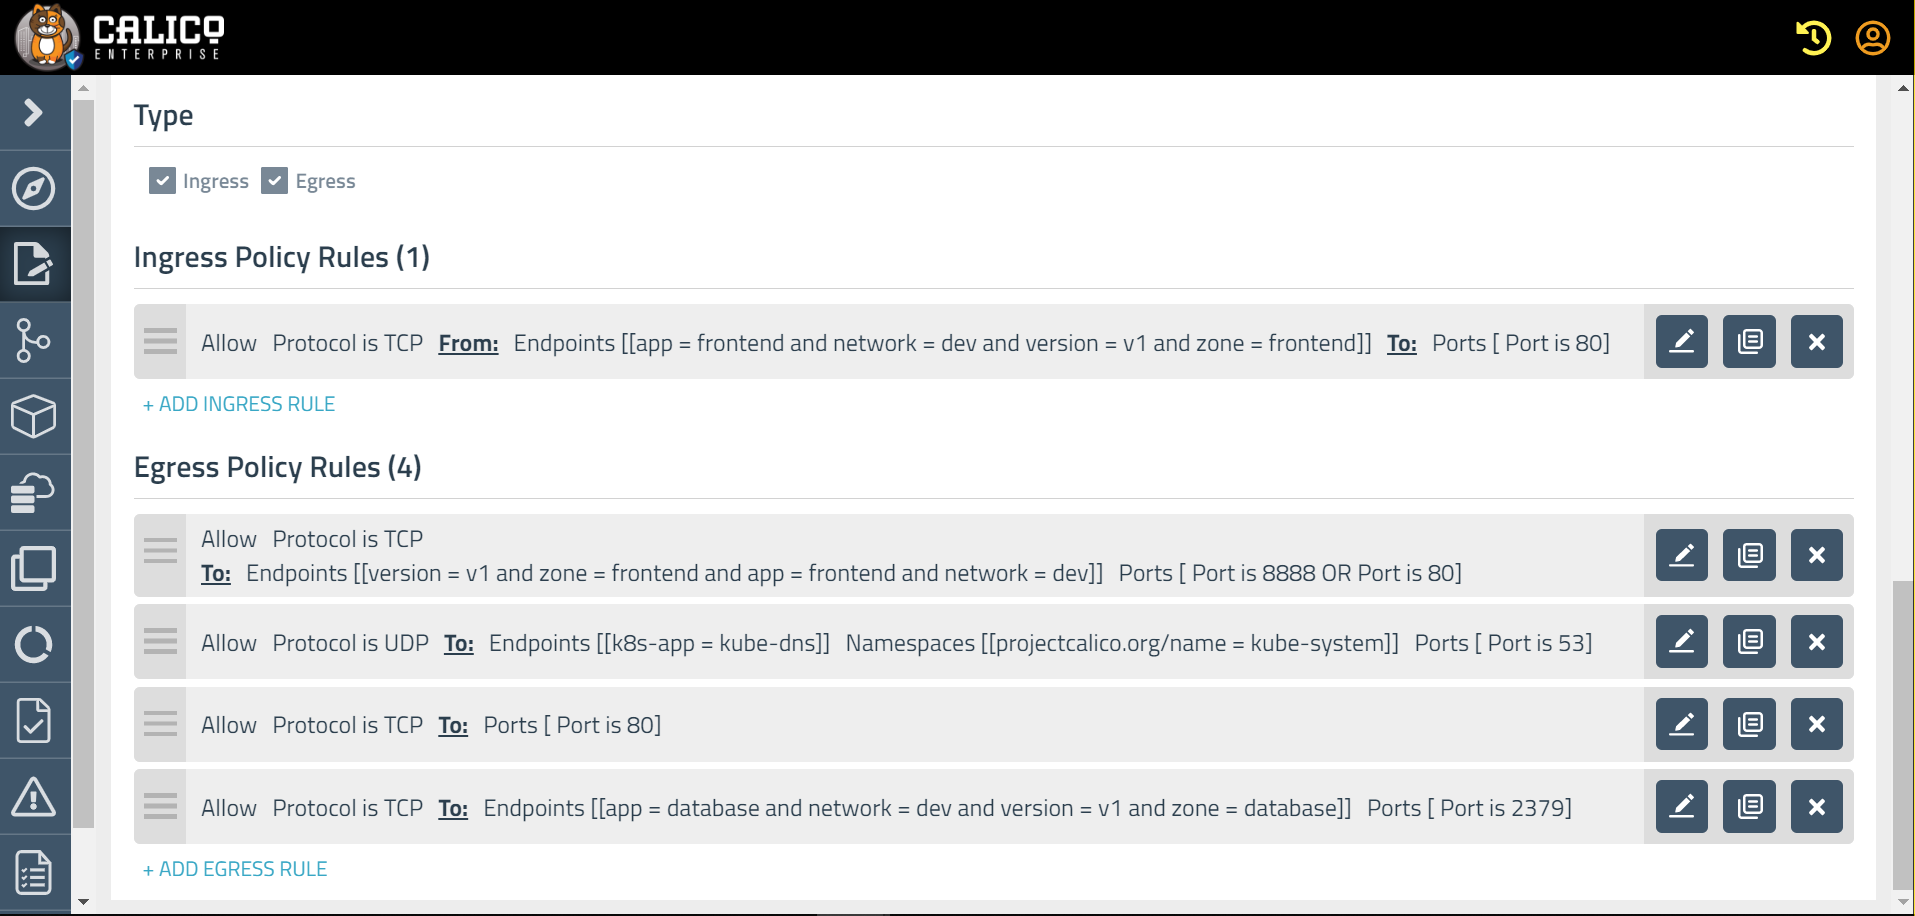 CALICO
ENTERPRISE
Type
Ingress Egress
Ingress Policy Rules (1)
Allow Protocol is TCP From: Endpoints [[app = frontend and network = dev and version = v1 and zone = frontend]] To: Ports [ Port is 80]
+ ADD INGRESS RULE
Egress Policy Rules (4)
Allow Protocol is TCP
To: Endpoints [[version = v1 and zone = frontend and app = frontend and network = dev]] Ports [ Port is 8888 OR Port is 80]
Allow Protocol is UDP To: Endpoints [[k8s-app = kube-dns]] Namespaces [[projectcalico.org/name = kube-system]] Ports [ Port is 53]
Allow Protocol is TCP To: Ports [ Port is 80]
Allow Protocol is TCP To: Endpoints [[app = database and network = dev and version = v1 and zone = database]] Ports [ Port is 2379]
+ ADD EGRESS RULE